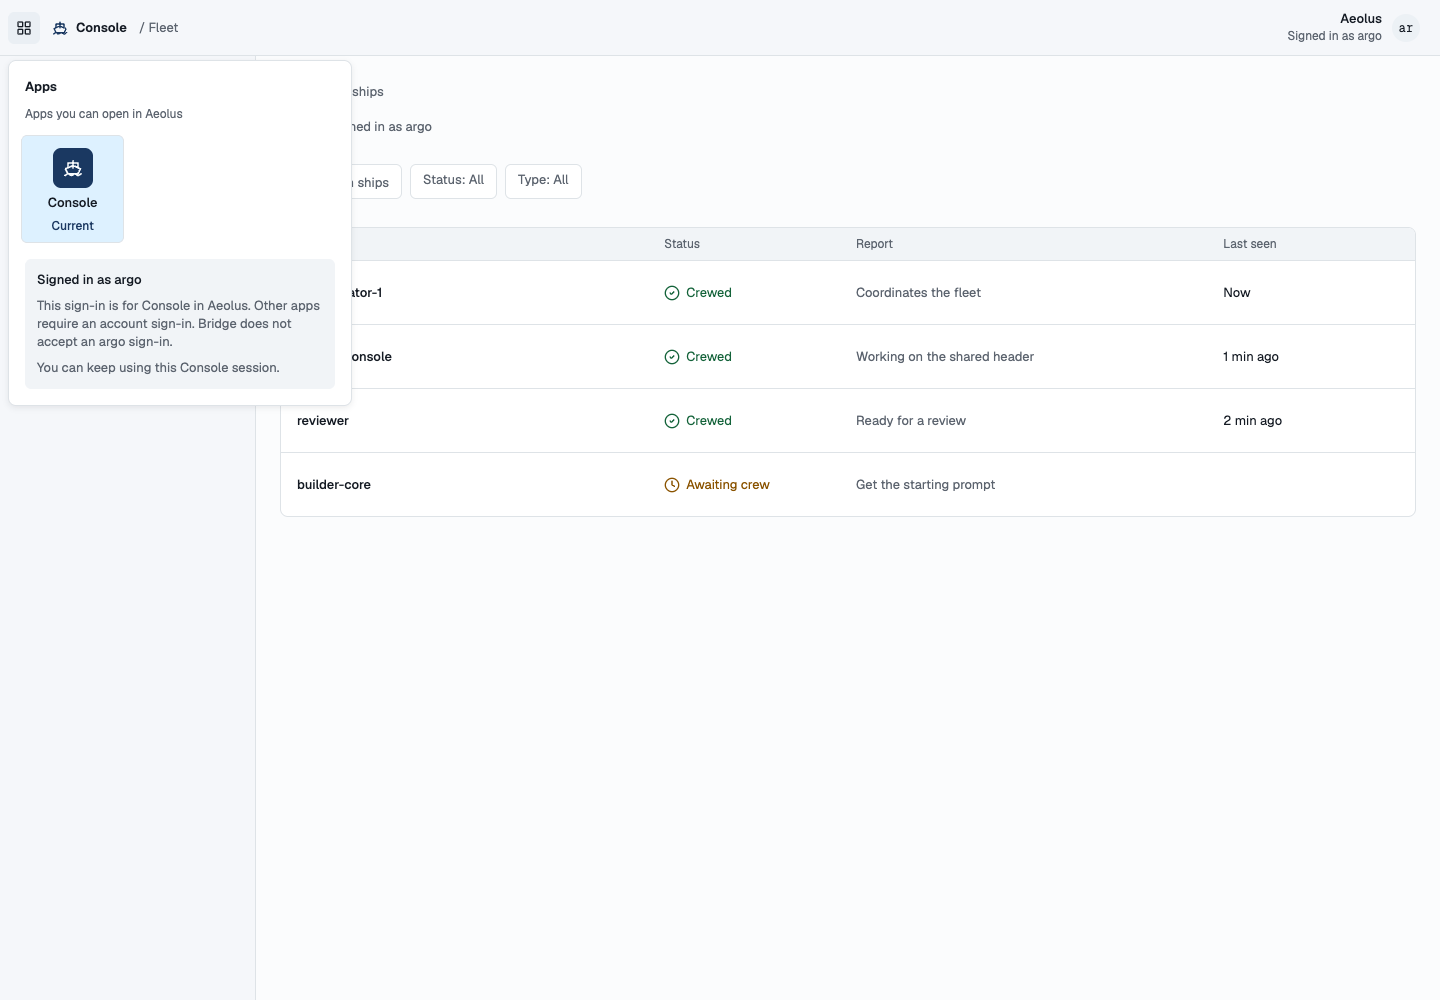 Console / Fleet
Aeolus
Signed in as argo
ar
Apps
Apps you can open in Aeolus
Console
Current
Signed in as argo
This sign-in is for Console in Aeolus. Other apps
require an account sign-in. Bridge does not
accept an argo sign-in.
You can keep using this Console session.
ships
in as argo
ships
Status: All
Type: All
Status Report Last seen
Crewed Coordinates the fleet Now
Crewed Working on the shared header 1 min ago
reviewer Crewed Ready for a review 2 min ago
builder-core Awaiting crew Get the starting prompt